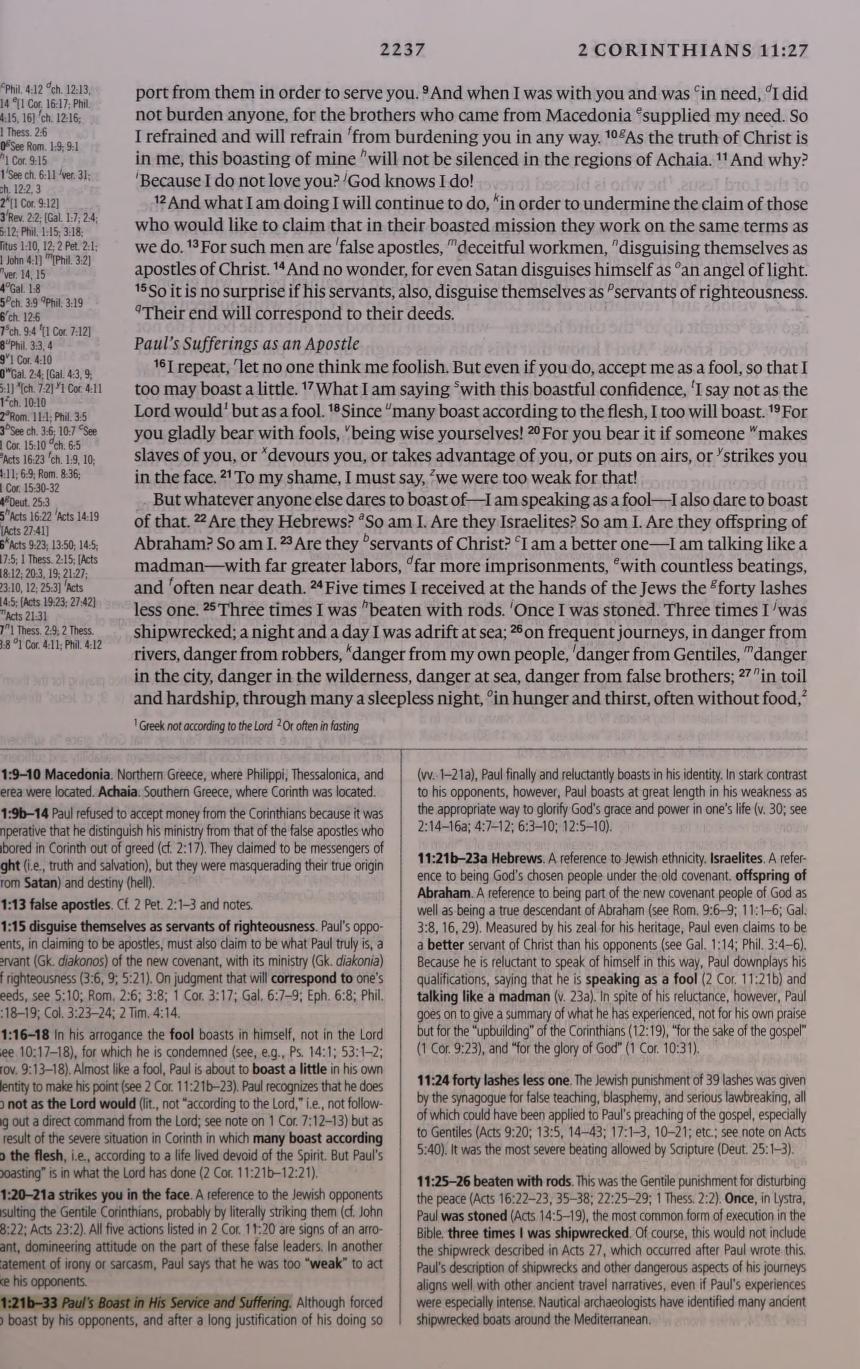 2237
2 CORINTHIANS 11:27
port from them in order to serve you. 9 And when I was with you and was c in need, d I did
not burden anyone, for the brothers who came from Macedonia e supplied my need. So
I refrained and will refrain f from burdening you in any way. 10 g As the truth of Christ is
in me, this boasting of mine h will not be silenced in the regions of Achaia. 11 And why?
i Because I do not love you? j God knows I do!
12 And what I am doing I will continue to do, k in order to undermine the claim of those
who would like to claim that in their boasted mission they work on the same terms as
we do. 13 For such men are l false apostles, m deceitful workmen, n disguising themselves as
apostles of Christ. 14 And no wonder, for even Satan disguises himself as o an angel of light.
15 So it is no surprise if his servants, also, disguise themselves as p servants of righteousness.
q Their end will correspond to their deeds.
Paul's Sufferings as an Apostle
16 I repeat, r let no one think me foolish. But even if you do, accept me as a fool, so that I
too may boast a little. 17 What I am saying s with this boastful confidence, t I say not as the
Lord would 1 but as a fool. 18 Since u many boast according to the flesh, I too will boast. 19 For
you gladly bear with fools, v being wise yourselves! 20 For you bear it if someone w makes
slaves of you, or x devours you, or takes advantage of you, or puts on airs, or y strikes you
in the face. 21 To my shame, I must say, z we were too weak for that!
But whatever anyone else dares to boast of—I am speaking as a fool—I also dare to boast
of that. 22 Are they Hebrews? a So am I. Are they Israelites? So am I. Are they offspring of
Abraham? So am I. 23 Are they b servants of Christ? c I am a better one—I am talking like a
madman—with far greater labors, d far more imprisonments, e with countless beatings,
and f often near death. 24 Five times I received at the hands of the Jews the g forty lashes
less one. 25 Three times I was h beaten with rods. i Once I was stoned. Three times I j was
shipwrecked; a night and a day I was adrift at sea; 26 on frequent journeys, in danger from
rivers, danger from robbers, k danger from my own people, l danger from Gentiles, m danger
in the city, danger in the wilderness, danger at sea, danger from false brothers; 27 n in toil
and hardship, through many a sleepless night, o in hunger and thirst, often without food, 2
1 Greek not according to the Lord 2 Or often in fasting
c Phil. 4:12 d ch. 12:13,
14 e [1 Cor. 16:17; Phil.
4:15, 16] f ch. 12:16;
1 Thess. 2:6
0 g See Rom. 1:9; 9:1
h 1 Cor. 9:15
1 i See ch. 6:11 j ver. 31;
ch. 12:2, 3
2 k [1 Cor. 9:12]
3 l Rev. 2:2; [Gal. 1:7; 2:4;
6:12; Phil. 1:15; 3:18;
Titus 1:10, 12; 2 Pet. 2:1;
1 John 4:1] m [Phil. 3:2]
n ver. 14, 15
4 o Gal. 1:8
5 p ch. 3:9 q Phil. 3:19
6 r ch. 12:6
7 s ch. 9:4 t [1 Cor. 7:12]
8 u Phil. 3:3, 4
9 v 1 Cor. 4:10
0 w Gal. 2:4; [Gal. 4:3, 9;
5:1] x [ch. 7:2] y 1 Cor. 4:11
1 z ch. 10:10
2 a Rom. 11:1; Phil. 3:5
3 b See ch. 3:6; 10:7 c See
1 Cor. 15:10 d ch. 6:5
e Acts 16:23 f ch. 1:9, 10;
4:11; 6:9; Rom. 8:36;
1 Cor. 15:30-32
4 g Deut. 25:3
5 h Acts 16:22 i Acts 14:19
j [Acts 27:41]
6 k Acts 9:23; 13:50; 14:5;
17:5; 1 Thess. 2:15; [Acts
18:12; 20:3, 19; 21:27;
23:10, 12; 25:3] l Acts
14:5; [Acts 19:23; 27:42]
m Acts 21:31
7 n 1 Thess. 2:9; 2 Thess.
3:8 o 1 Cor. 4:11; Phil. 4:12
1:9–10 Macedonia. Northern Greece, where Philippi, Thessalonica, and
erea were located. Achaia. Southern Greece, where Corinth was located.
1:9b–14 Paul refused to accept money from the Corinthians because it was
nperative that he distinguish his ministry from that of the false apostles who
abored in Corinth out of greed (cf. 2:17). They claimed to be messengers of
ght (i.e., truth and salvation), but they were masquerading their true origin
rom Satan) and destiny (hell).
1:13 false apostles. Cf. 2 Pet. 2:1–3 and notes.
1:15 disguise themselves as servants of righteousness. Paul's oppo-
ents, in claiming to be apostles, must also claim to be what Paul truly is, a
ervant (Gk. diakonos) of the new covenant, with its ministry (Gk. diakonia)
f righteousness (3:6, 9; 5:21). On judgment that will correspond to one's
eeds, see 5:10; Rom. 2:6; 3:8; 1 Cor. 3:17; Gal. 6:7–9; Eph. 6:8; Phil.
:18–19; Col. 3:23–24; 2 Tim. 4:14.
1:16–18 In his arrogance the fool boasts in himself, not in the Lord
ee 10:17–18), for which he is condemned (see, e.g., Ps. 14:1; 53:1–2;
rov. 9:13–18). Almost like a fool, Paul is about to boast a little in his own
dentity to make his point (see 2 Cor. 11:21b–23). Paul recognizes that he does
o not as the Lord would (lit., not "according to the Lord," i.e., not follow-
g out a direct command from the Lord; see note on 1 Cor. 7:12–13) but as
result of the severe situation in Corinth in which many boast according
o the flesh, i.e., according to a life lived devoid of the Spirit. But Paul's
boasting" is in what the Lord has done (2 Cor. 11:21b–12:21).
1:20–21a strikes you in the face. A reference to the Jewish opponents
sulting the Gentile Corinthians, probably by literally striking them (cf. John
8:22; Acts 23:2). All five actions listed in 2 Cor. 11:20 are signs of an arro-
ant, domineering attitude on the part of these false leaders. In another
tatement of irony or sarcasm, Paul says that he was too "weak" to act
ke his opponents.
1:21b–33 Paul's Boast in His Service and Suffering. Although forced
o boast by his opponents, and after a long justification of his doing so
(vv. 1–21a), Paul finally and reluctantly boasts in his identity. In stark contrast
to his opponents, however, Paul boasts at great length in his weakness as
the appropriate way to glorify God's grace and power in one's life (v. 30; see
2:14–16a; 4:7–12; 6:3–10; 12:5–10).
11:21b–23a Hebrews. A reference to Jewish ethnicity. Israelites. A refer-
ence to being God's chosen people under the old covenant. offspring of
Abraham. A reference to being part of the new covenant people of God as
well as being a true descendant of Abraham (see Rom. 9:6–9; 11:1–6; Gal.
3:8, 16, 29). Measured by his zeal for his heritage, Paul even claims to be
a better servant of Christ than his opponents (see Gal. 1:14; Phil. 3:4–6).
Because he is reluctant to speak of himself in this way, Paul downplays his
qualifications, saying that he is speaking as a fool (2 Cor. 11:21b) and
talking like a madman (v. 23a). In spite of his reluctance, however, Paul
goes on to give a summary of what he has experienced, not for his own praise
but for the "upbuilding" of the Corinthians (12:19), "for the sake of the gospel"
(1 Cor. 9:23), and "for the glory of God" (1 Cor. 10:31).
11:24 forty lashes less one. The Jewish punishment of 39 lashes was given
by the synagogue for false teaching, blasphemy, and serious lawbreaking, all
of which could have been applied to Paul's preaching of the gospel, especially
to Gentiles (Acts 9:20; 13:5, 14–43; 17:1–3, 10–21; etc.; see note on Acts
5:40). It was the most severe beating allowed by Scripture (Deut. 25:1–3).
11:25–26 beaten with rods. This was the Gentile punishment for disturbing
the peace (Acts 16:22–23, 35–38; 22:25–29; 1 Thess. 2:2). Once, in Lystra,
Paul was stoned (Acts 14:5–19), the most common form of execution in the
Bible. three times I was shipwrecked. Of course, this would not include
the shipwreck described in Acts 27, which occurred after Paul wrote this.
Paul's description of shipwrecks and other dangerous aspects of his journeys
aligns well with other ancient travel narratives, even if Paul's experiences
were especially intense. Nautical archaeologists have identified many ancient
shipwrecked boats around the Mediterranean.